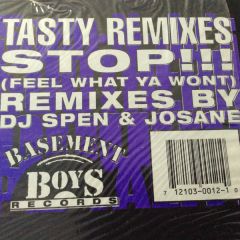 TASTY REMIXES
STOP!!!
(FEEL WHAT YA WONT)
REMIXES BY
DJ SPEN & JOSANE
BASEMENT
BOYS
RECORDS
7 12103-0012-1 0